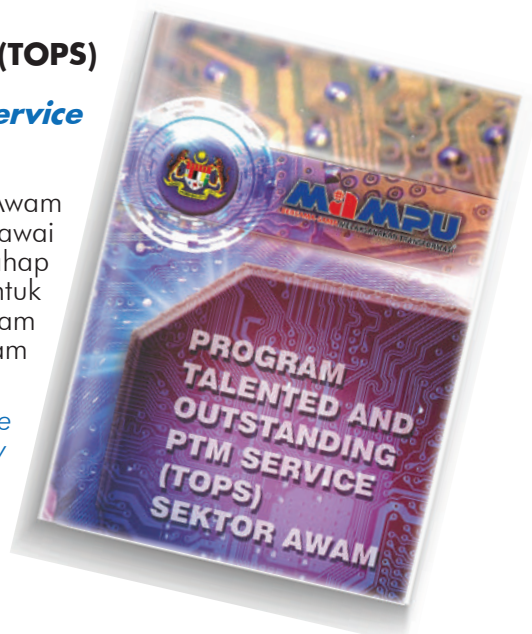 (TOPS)
ervice
Awam
awai
hap
ntuk
am
am
e
y
MAMPU
PROGRAM
TALENTED AND
OUTSTANDING
PTM SERVICE
(TOPS)
SEKTOR AWAM